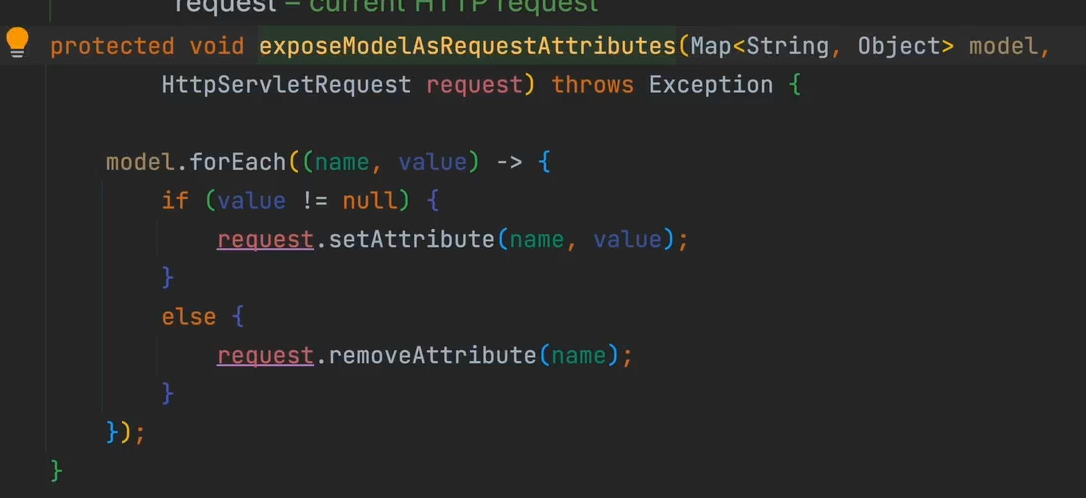 request – current HTTP request
protected void exposeModelAsRequestAttributes(Map<String, Object> model,
HttpServletRequest request) throws Exception {
model.forEach((name, value) -> {
if (value != null) {
request.setAttribute(name, value);
}
else {
request.removeAttribute(name);
}
});
}